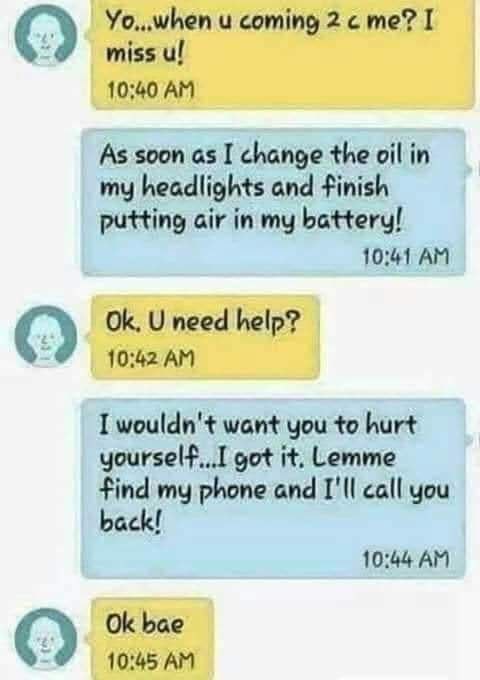 Yo...when u coming 2 c me? I
miss u!
10:40 AM
As soon as I change the oil in
my headlights and finish
putting air in my battery!
10:41 AM
Ok. U need help?
10:42 AM
I wouldn't want you to hurt
yourself...I got it. Lemme
find my phone and I'll call you
back!
10:44 AM
Ok bae
10:45 AM